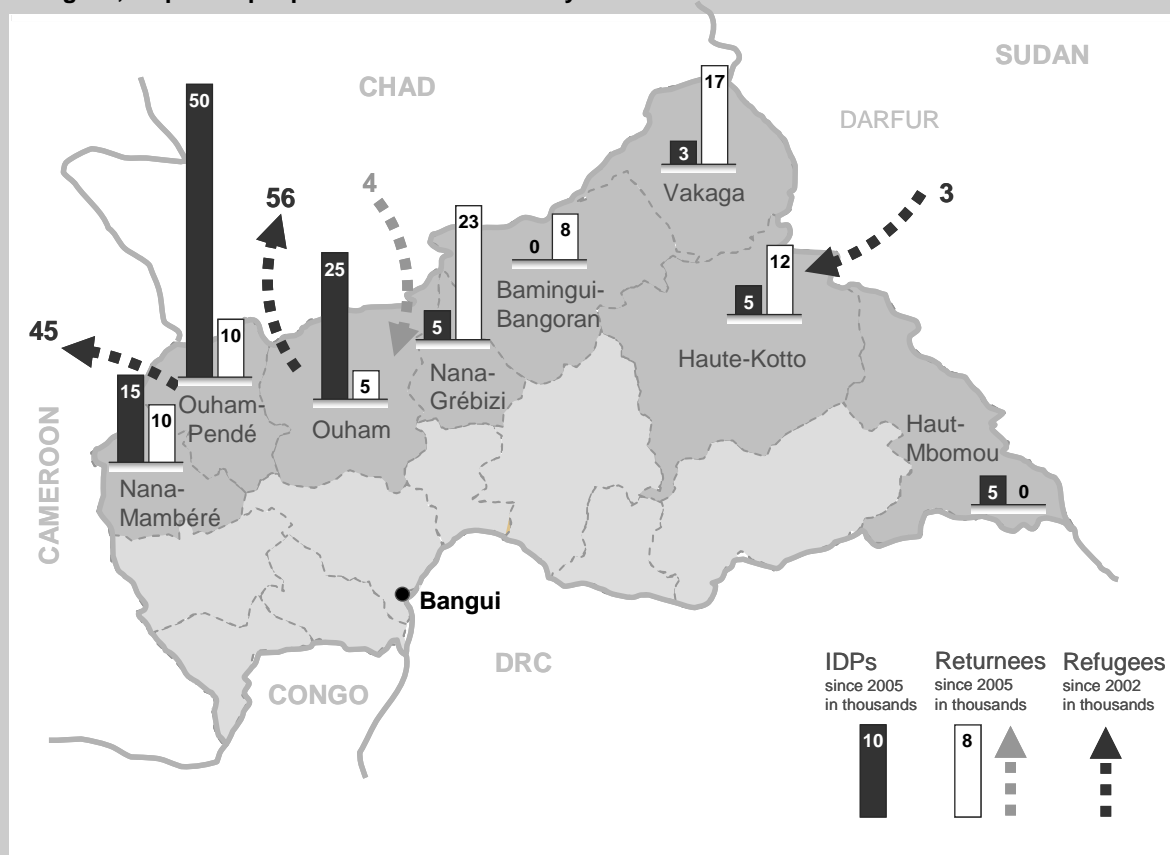 SUDAN
CHAD
DARFUR
50
17
3
Vakaga
56
4
23
8
0
3
12
5
Bamingui-
Bangoran
25
5
Haute-Kotto
45
10
15
10
5
Nana-
Grébizi
Ouham-
Pendé
Ouham
Haut-
Mbomou
5
0
Nana-
Mambéré
CAMEROON
Bangui
DRC
CONGO
IDPs
since 2005
in thousands
10
Returnees
since 2005
in thousands
8
Refugees
since 2002
in thousands